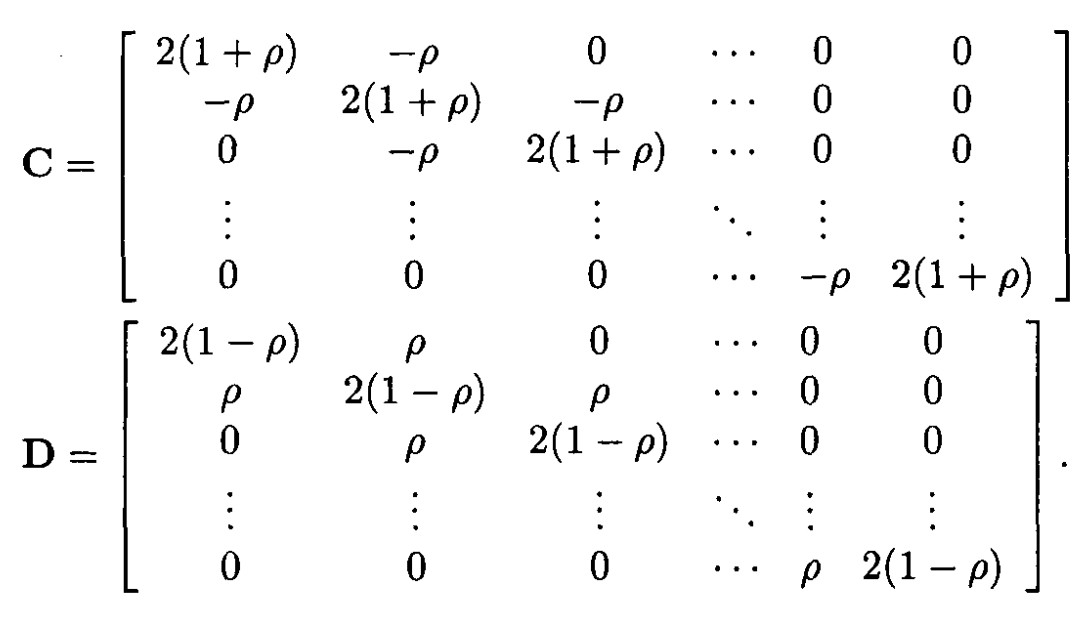 2(1 + ρ) −ρ 0 ⋯ 0 0
−ρ 2(1 + ρ) −ρ ⋯ 0 0
C = 0 −ρ 2(1 + ρ) ⋯ 0 0
⋮ ⋮ ⋮ ⋱ ⋮ ⋮
0 0 0 ⋯ −ρ 2(1 + ρ)
2(1 − ρ) ρ 0 ⋯ 0 0
ρ 2(1 − ρ) ρ ⋯ 0 0
D = 0 ρ 2(1 − ρ) ⋯ 0 0 .
⋮ ⋮ ⋮ ⋱ ⋮ ⋮
0 0 0 ⋯ ρ 2(1 − ρ)